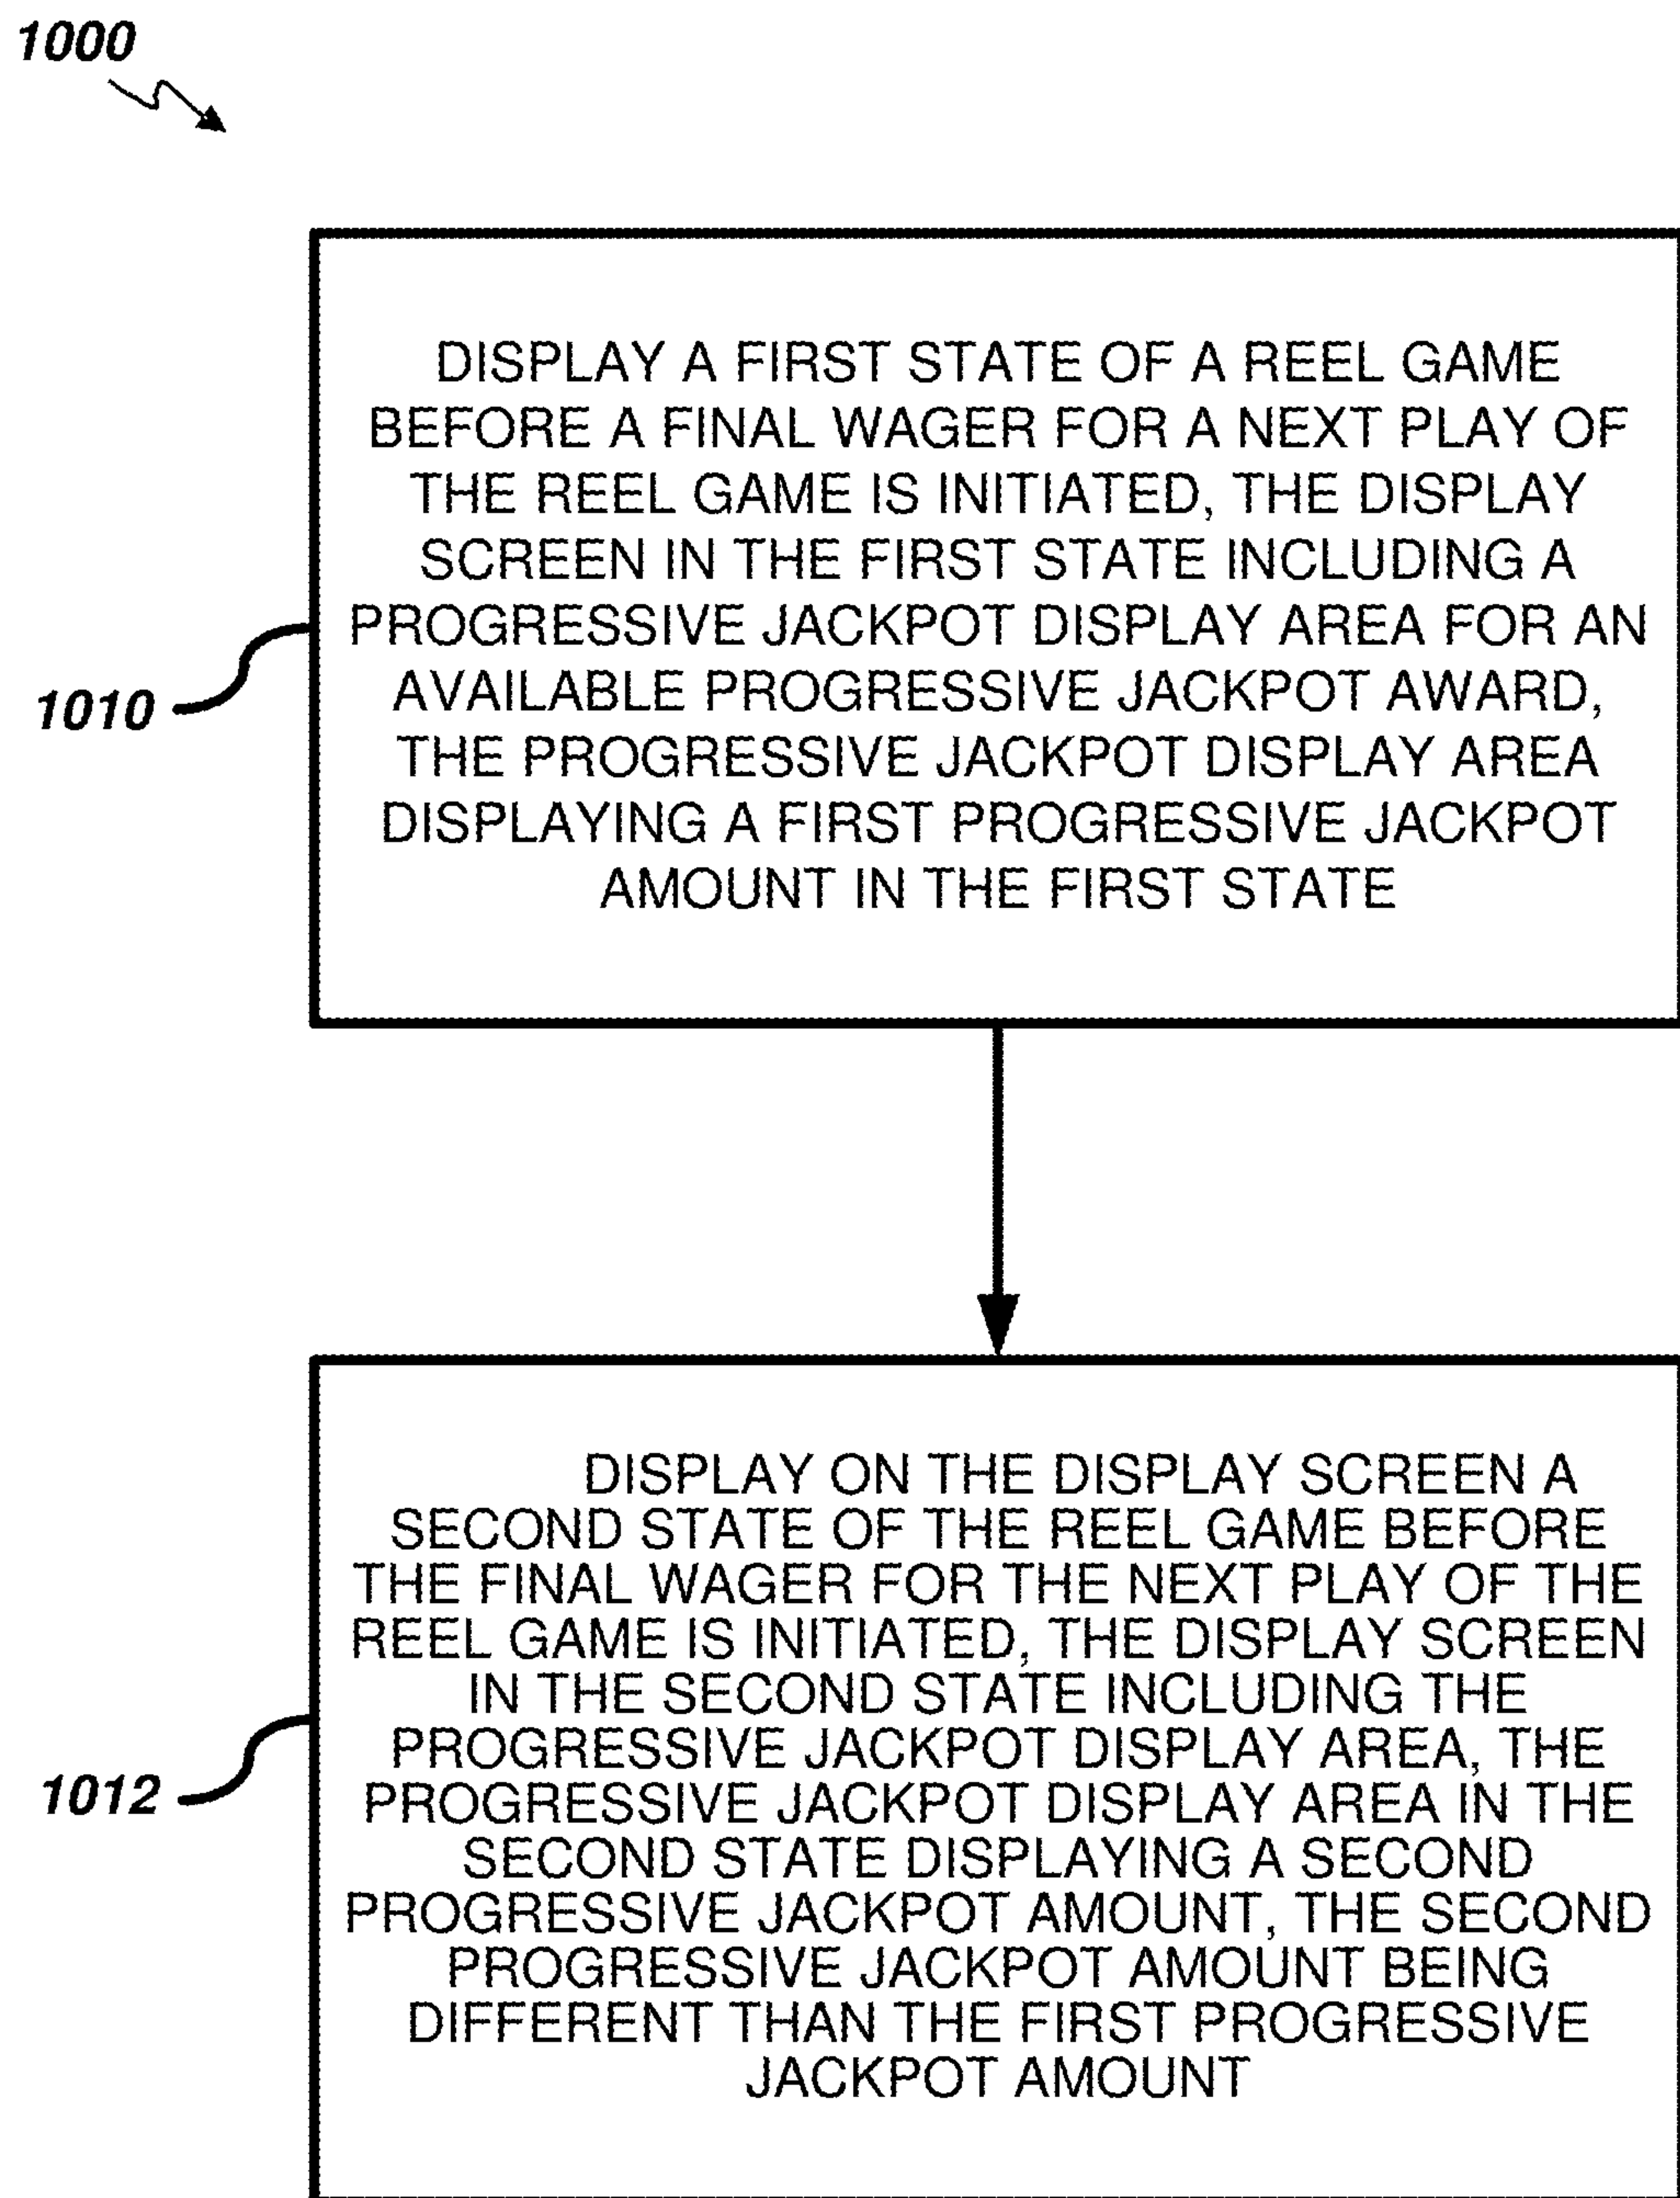 1000
DISPLAY A FIRST STATE OF A REEL GAME
BEFORE A FINAL WAGER FOR A NEXT PLAY OF
THE REEL GAME IS INITIATED, THE DISPLAY
SCREEN IN THE FIRST STATE INCLUDING A
PROGRESSIVE JACKPOT DISPLAY AREA FOR AN
AVAILABLE PROGRESSIVE JACKPOT AWARD,
THE PROGRESSIVE JACKPOT DISPLAY AREA
DISPLAYING A FIRST PROGRESSIVE JACKPOT
AMOUNT IN THE FIRST STATE
1010
DISPLAY ON THE DISPLAY SCREEN A
SECOND STATE OF THE REEL GAME BEFORE
THE FINAL WAGER FOR THE NEXT PLAY OF THE
REEL GAME IS INITIATED, THE DISPLAY SCREEN
IN THE SECOND STATE INCLUDING THE
PROGRESSIVE JACKPOT DISPLAY AREA, THE
PROGRESSIVE JACKPOT DISPLAY AREA IN THE
SECOND STATE DISPLAYING A SECOND
PROGRESSIVE JACKPOT AMOUNT, THE SECOND
PROGRESSIVE JACKPOT AMOUNT BEING
DIFFERENT THAN THE FIRST PROGRESSIVE
JACKPOT AMOUNT
1012